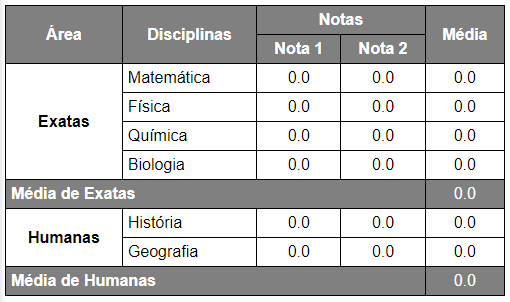 Área Disciplinas Notas Média
Nota 1 Nota 2
Exatas Matemática 0.0 0.0 0.0
Física 0.0 0.0 0.0
Química 0.0 0.0 0.0
Biologia 0.0 0.0 0.0
Média de Exatas 0.0
Humanas História 0.0 0.0 0.0
Geografia 0.0 0.0 0.0
Média de Humanas 0.0